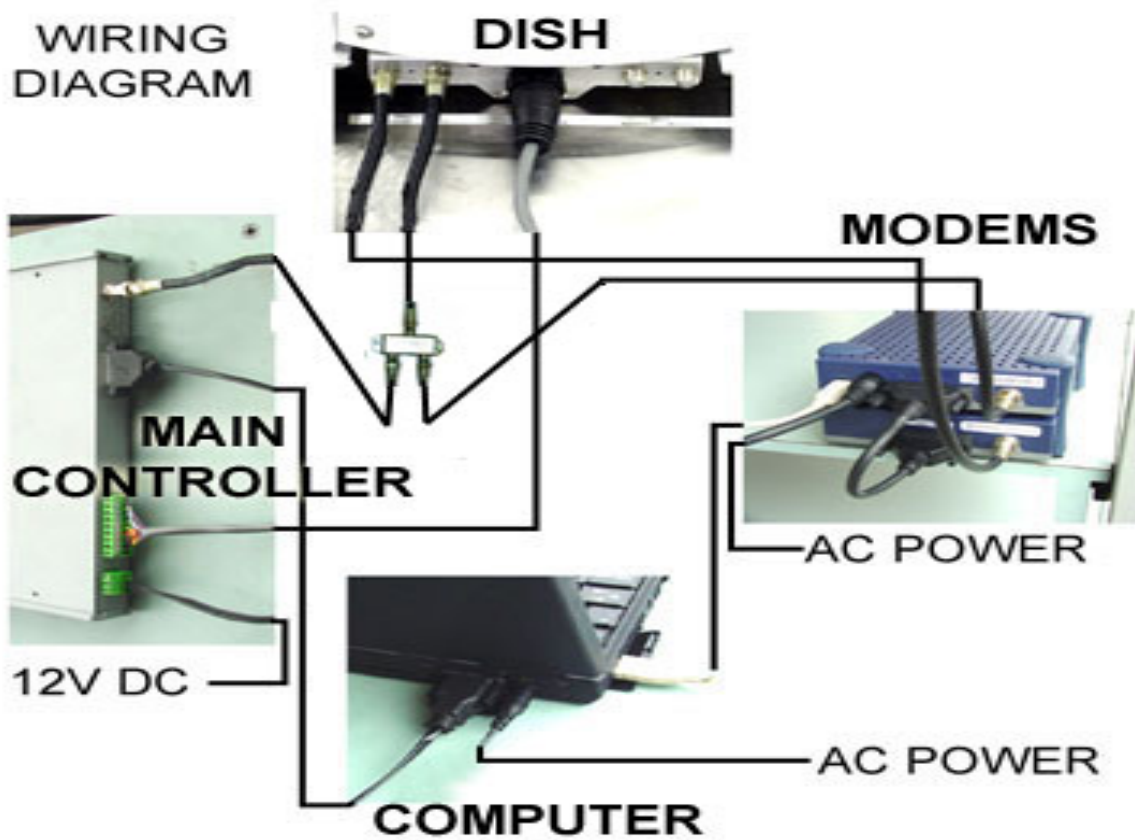 WIRING
DIAGRAM
DISH
MODEMS
MAIN
CONTROLLER
AC POWER
12V DC
AC POWER
COMPUTER